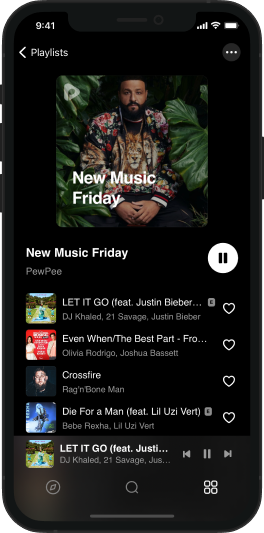 9:41
Playlists
New Music
Friday
New Music Friday
PewPee
LET IT GO (feat. Justin Bieber... E
DJ Khaled, 21 Savage, Justin Bieber
Even When/The Best Part - Fro...
Olivia Rodrigo, Joshua Bassett
Crossfire
Rag'n'Bone Man
Die For a Man (feat. Lil Uzi Vert) E
Bebe Rexha, Lil Uzi Vert
LET IT GO (feat. Justi...
DJ Khaled, 21 Savage, Jus...